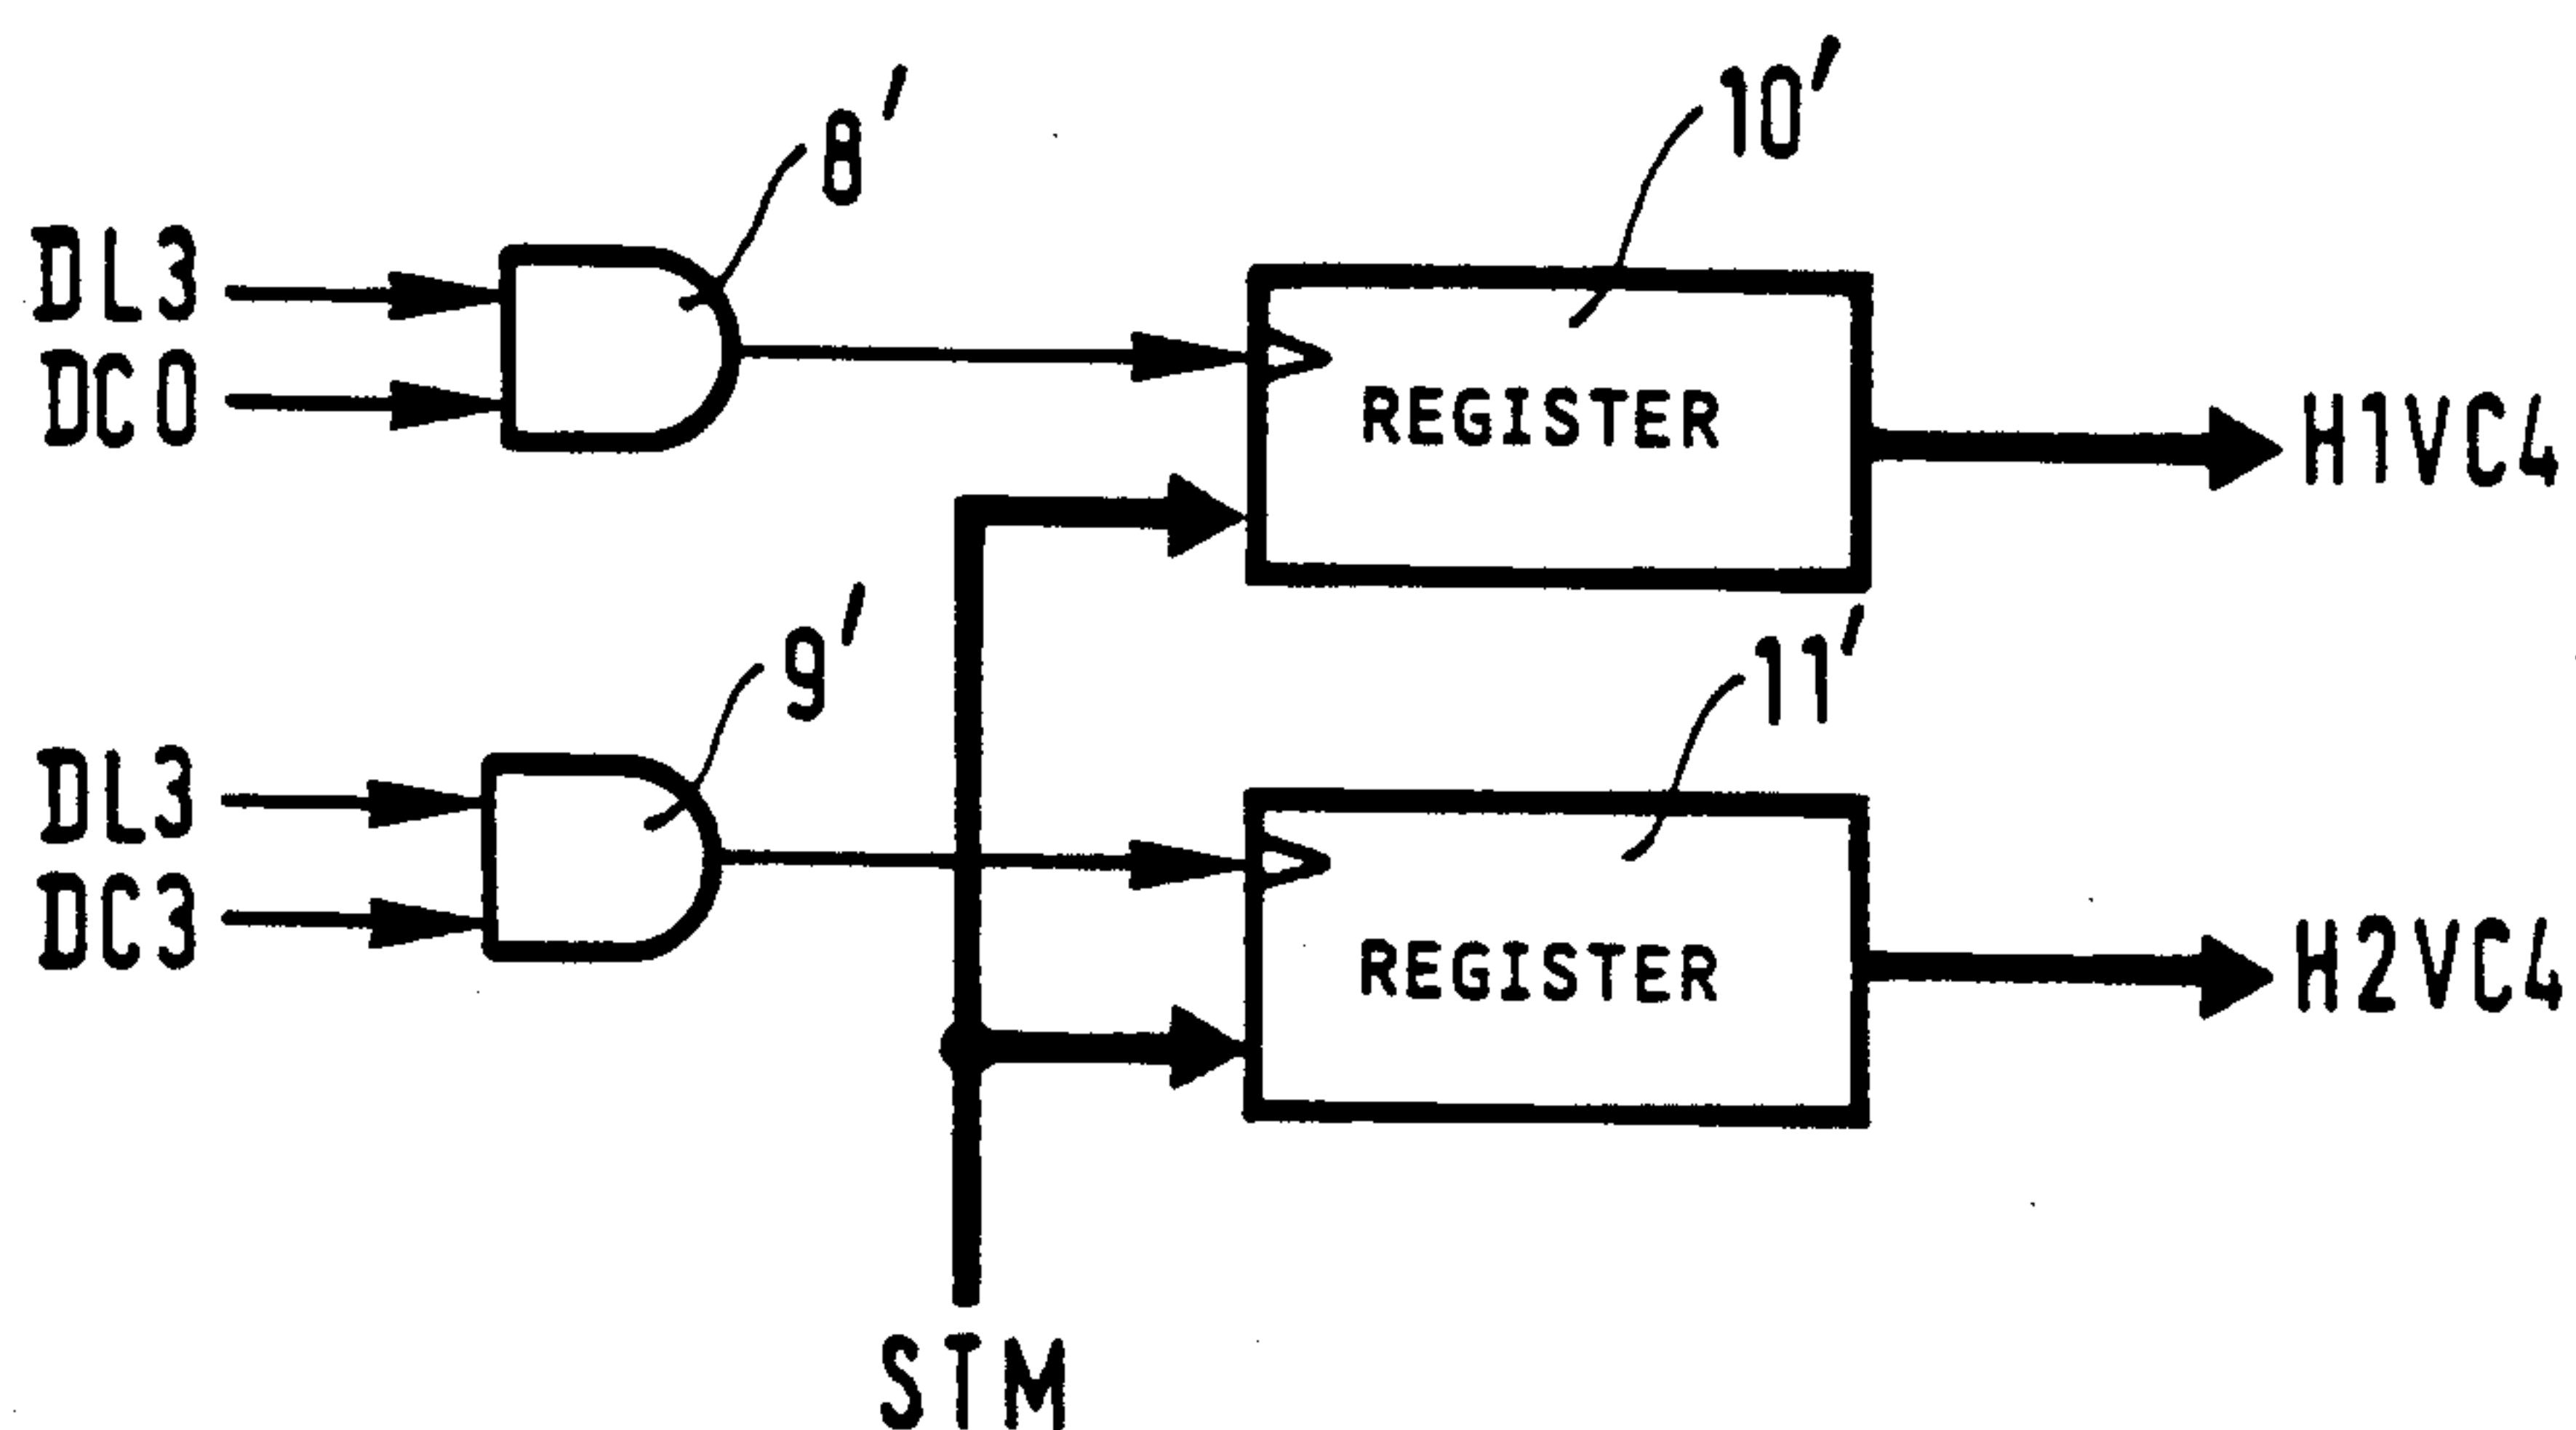 8'
10'
DL3
DC0
REGISTER
H1VC4
9'
11'
DL3
DC3
REGISTER
H2VC4
STM